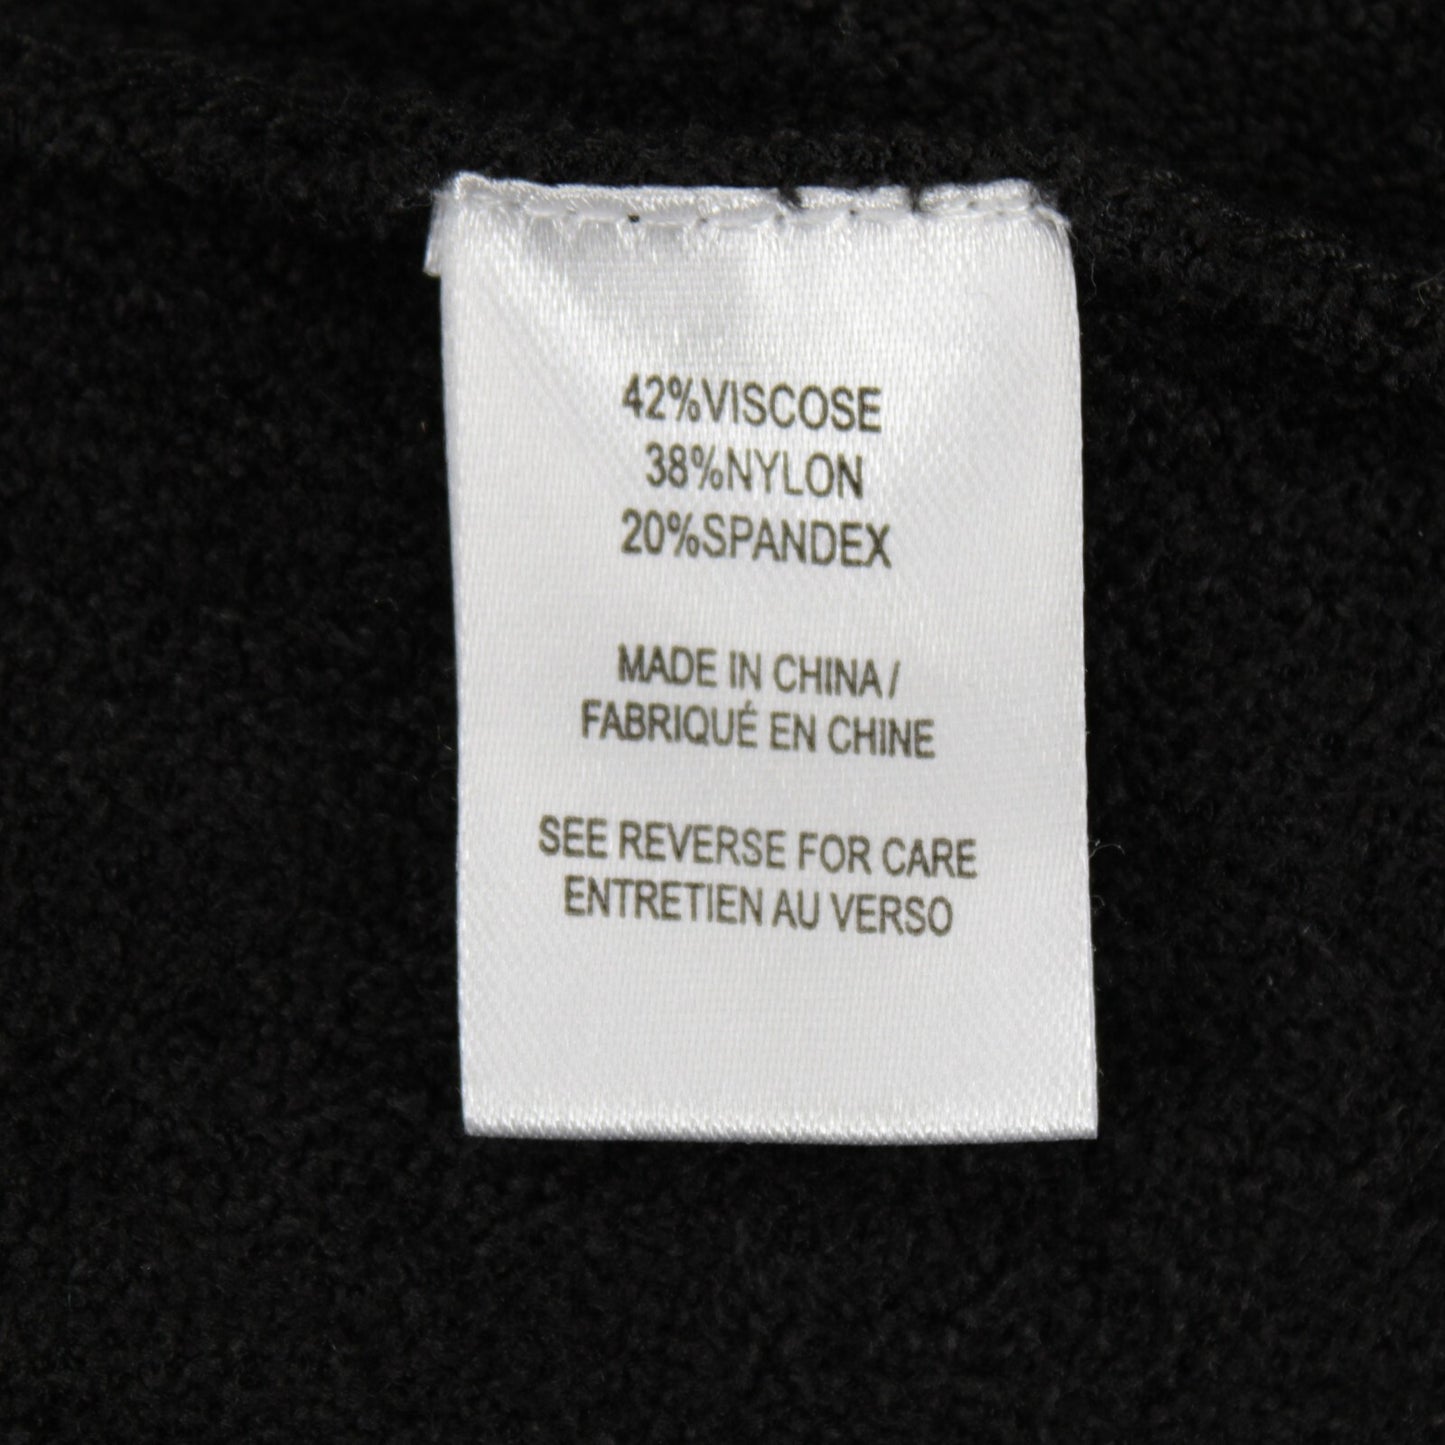 42%VISCOSE
38%NYLON
20%SPANDEX
MADE IN CHINA /
FABRIQUÉ EN CHINE
SEE REVERSE FOR CARE
ENTRETIEN AU VERSO